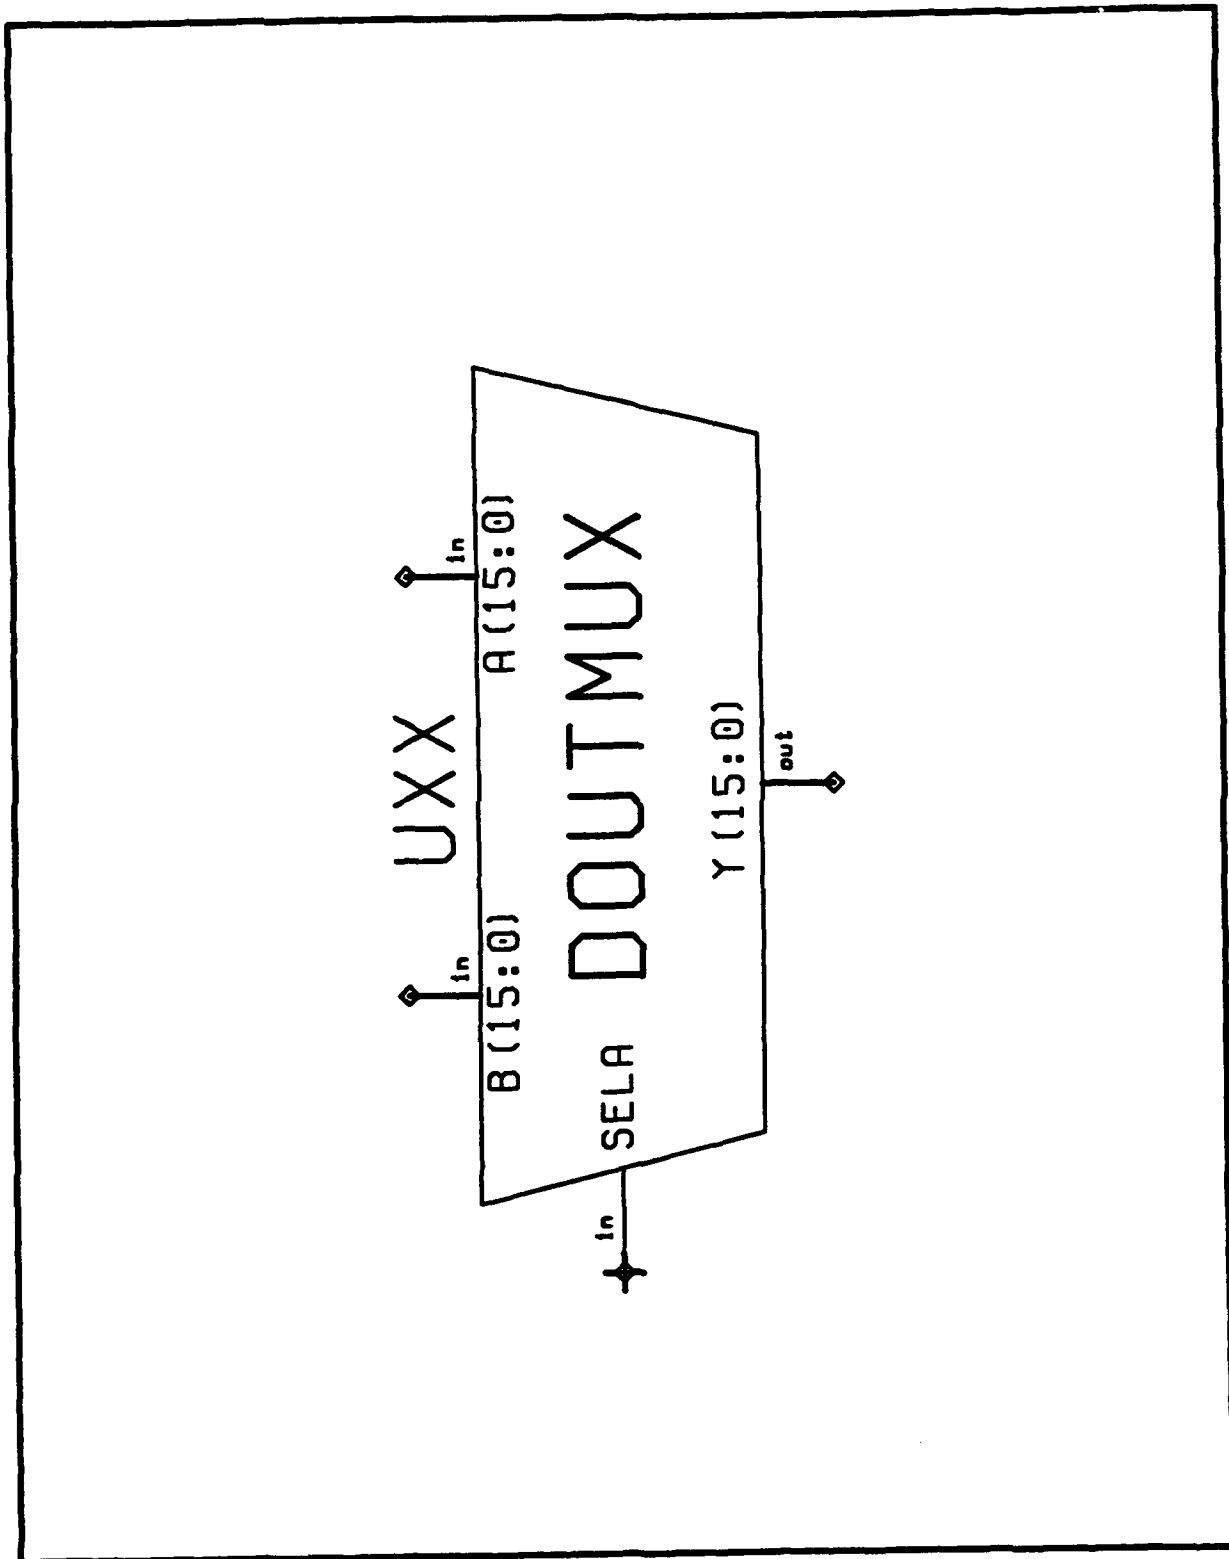 UXX
in
in
B(15:0)
A(15:0)
in
SELA
DOUTMUX
Y(15:0)
out